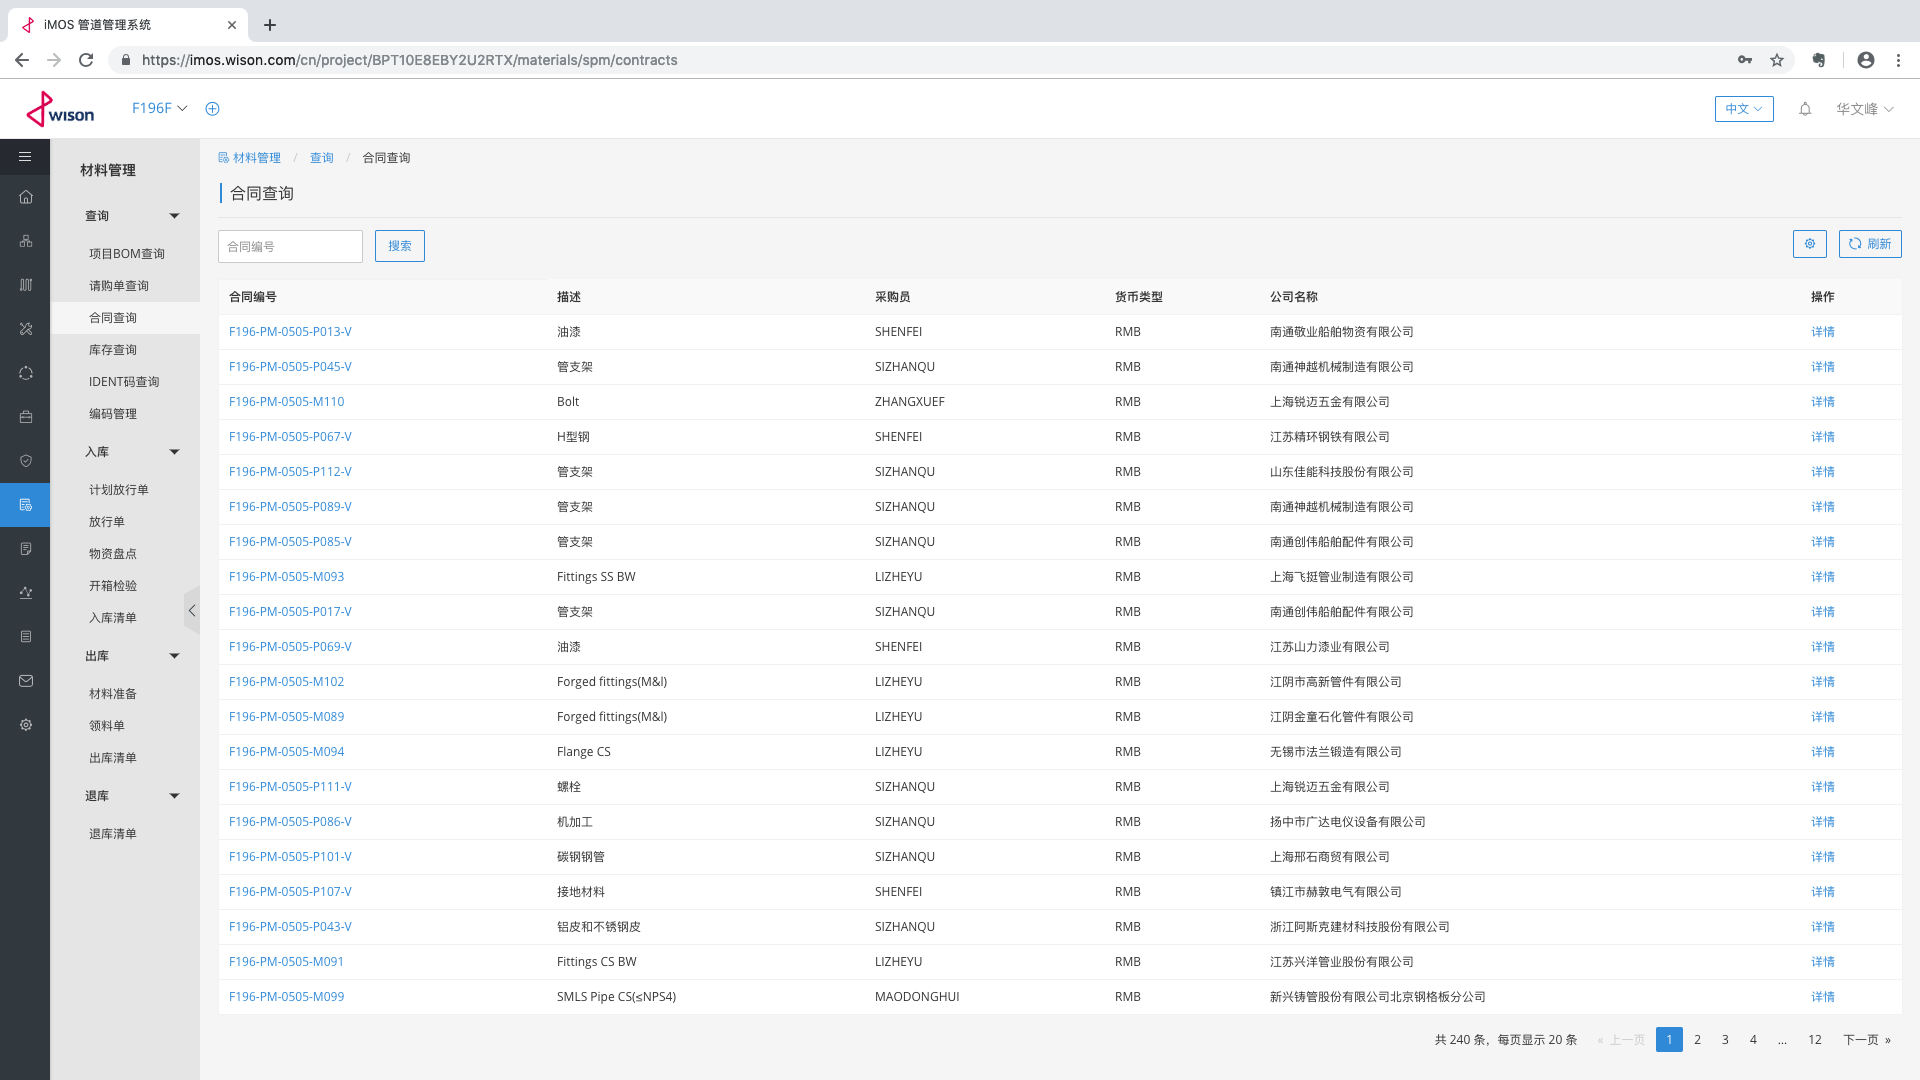 iMOS 管道管理系统
https://imos.wison.com/cn/project/BPT10E8EBY2U2RTX/materials/spm/contracts
wison
F196F
中文
华文峰
材料管理
查询
项目BOM查询
请购单查询
合同查询
库存查询
IDENT码查询
编码管理
入库
计划放行单
放行单
物资盘点
开箱检验
入库清单
出库
材料准备
领料单
出库清单
退库
退库清单
材料管理 / 查询 / 合同查询
合同查询
合同编号 搜索 刷新
合同编号 描述 采购员 货币类型 公司名称 操作
F196-PM-0505-P013-V 油漆 SHENFEI RMB 南通敬业船舶物资有限公司 详情
F196-PM-0505-P045-V 管支架 SIZHANQU RMB 南通神越机械制造有限公司 详情
F196-PM-0505-M110 Bolt ZHANGXUEF RMB 上海锐迈五金有限公司 详情
F196-PM-0505-P067-V H型钢 SHENFEI RMB 江苏精环钢铁有限公司 详情
F196-PM-0505-P112-V 管支架 SIZHANQU RMB 山东佳能科技股份有限公司 详情
F196-PM-0505-P089-V 管支架 SIZHANQU RMB 南通神越机械制造有限公司 详情
F196-PM-0505-P085-V 管支架 SIZHANQU RMB 南通创伟船舶配件有限公司 详情
F196-PM-0505-M093 Fittings SS BW LIZHEYU RMB 上海飞挺管业制造有限公司 详情
F196-PM-0505-P017-V 管支架 SIZHANQU RMB 南通创伟船舶配件有限公司 详情
F196-PM-0505-P069-V 油漆 SHENFEI RMB 江苏山力漆业有限公司 详情
F196-PM-0505-M102 Forged fittings(M&I) LIZHEYU RMB 江阴市高新管件有限公司 详情
F196-PM-0505-M089 Forged fittings(M&I) LIZHEYU RMB 江阴金童石化管件有限公司 详情
F196-PM-0505-M094 Flange CS LIZHEYU RMB 无锡市法兰锻造有限公司 详情
F196-PM-0505-P111-V 螺栓 SIZHANQU RMB 上海锐迈五金有限公司 详情
F196-PM-0505-P086-V 机加工 SIZHANQU RMB 扬中市广达电仪设备有限公司 详情
F196-PM-0505-P101-V 碳钢钢管 SIZHANQU RMB 上海邢石商贸有限公司 详情
F196-PM-0505-P107-V 接地材料 SHENFEI RMB 镇江市赫敦电气有限公司 详情
F196-PM-0505-P043-V 铝皮和不锈钢皮 SIZHANQU RMB 浙江阿斯克建材科技股份有限公司 详情
F196-PM-0505-M091 Fittings CS BW LIZHEYU RMB 江苏兴洋管业股份有限公司 详情
F196-PM-0505-M099 SMLS Pipe CS(≤NPS4) MAODONGHUI RMB 新兴铸管股份有限公司北京钢格板分公司 详情
共 240 条，每页显示 20 条 « 上一页 1 2 3 4 ... 12 下一页 »